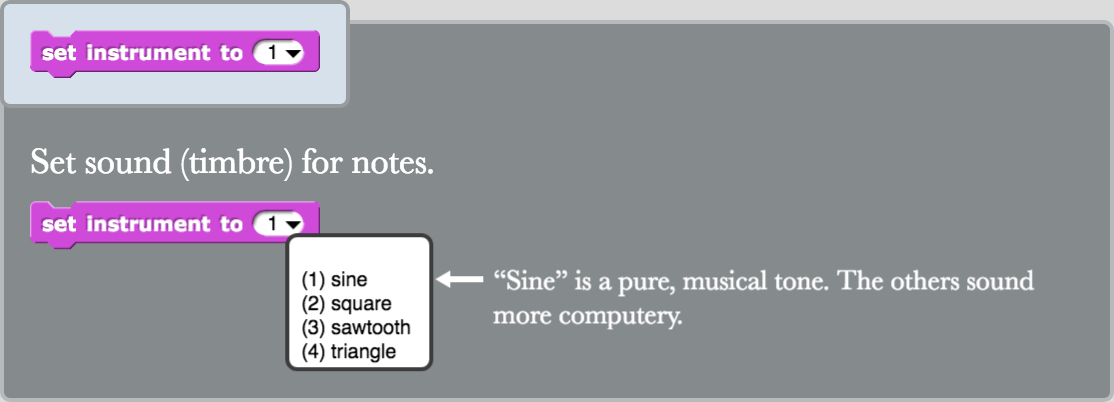 set instrument to 1
Set sound (timbre) for notes.
set instrument to 1
(1) sine
(2) square
(3) sawtooth
(4) triangle
“Sine” is a pure, musical tone. The others sound
more computery.